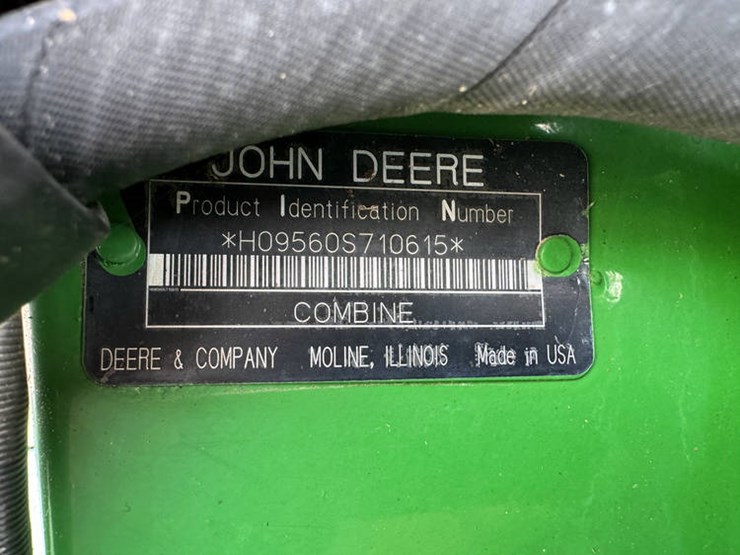 JOHN DEERE
Product Identification Number
*H09560S710615*
COMBINE
DEERE & COMPANY MOLINE, ILLINOIS Made in USA